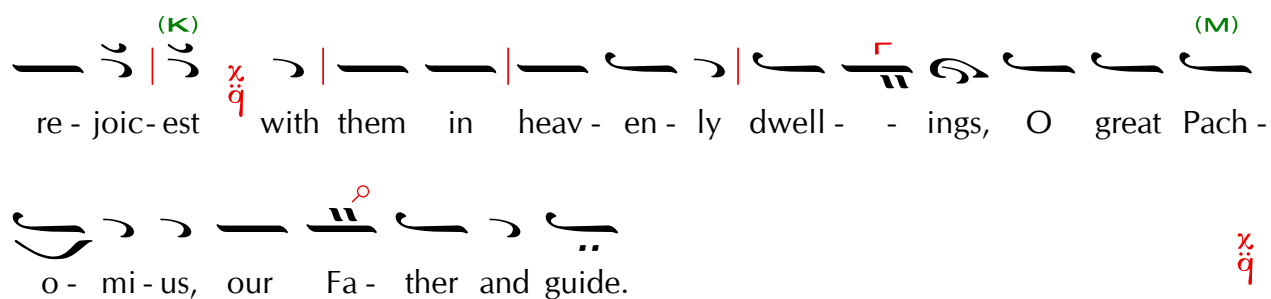 (K) (M)
re - joic - est with them in heav - en - ly dwell - - ings, O great Pach -
o - mi - us, our Fa - ther and guide.